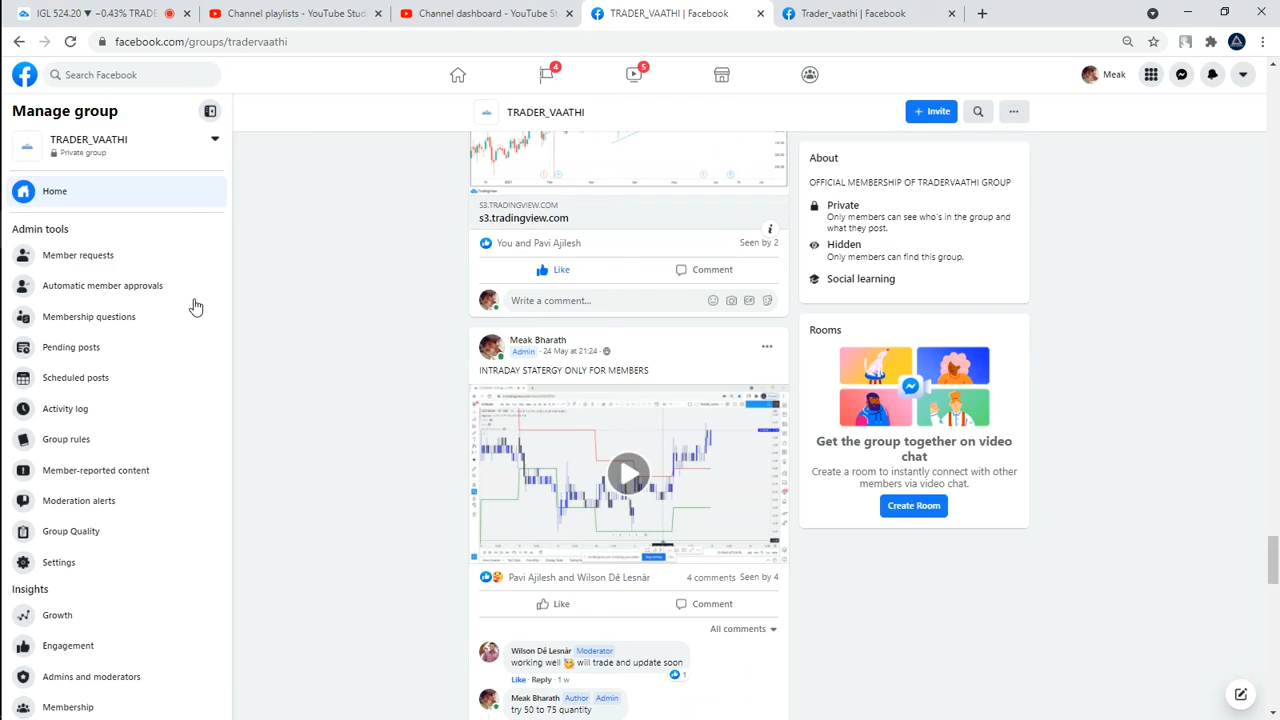 IGL 524.20 ▼ −0.43% TRADE
Channel playlists - YouTube Stud
Channel dashboard - YouTube St
TRADER_VAATHI | Facebook
Trader_vaathi | Facebook
facebook.com/groups/tradervaathi
Search Facebook
4
5
Meak
Manage group
TRADER_VAATHI
Private group
Home
Admin tools
Member requests
Automatic member approvals
Membership questions
Pending posts
Scheduled posts
Activity log
Group rules
Member-reported content
Moderation alerts
Group Quality
Settings
Insights
Growth
Engagement
Admins and moderators
Membership
TRADER_VAATHI
+ Invite
S3.TRADINGVIEW.COM
s3.tradingview.com
You and Pavi Ajilesh
Seen by 2
Like
Comment
Write a comment...
Meak Bharath
Admin · 24 May at 21:24 ·
INTRADAY STATERGY ONLY FOR MEMBERS
Pavi Ajilesh and Wilson Dê Lesnár
4 comments Seen by 4
Like
Comment
All comments
Wilson Dê Lesnár Moderator
working well will trade and update soon
1
Like · Reply · 1 w
Meak Bharath Author Admin
try 50 to 75 quantity
About
OFFICIAL MEMBERSHIP OF TRADERVAATHI GROUP
Private
Only members can see who's in the group and
what they post.
Hidden
Only members can find this group.
Social learning
Rooms
Get the group together on video
chat
Create a room to instantly connect with other
members via video chat.
Create Room